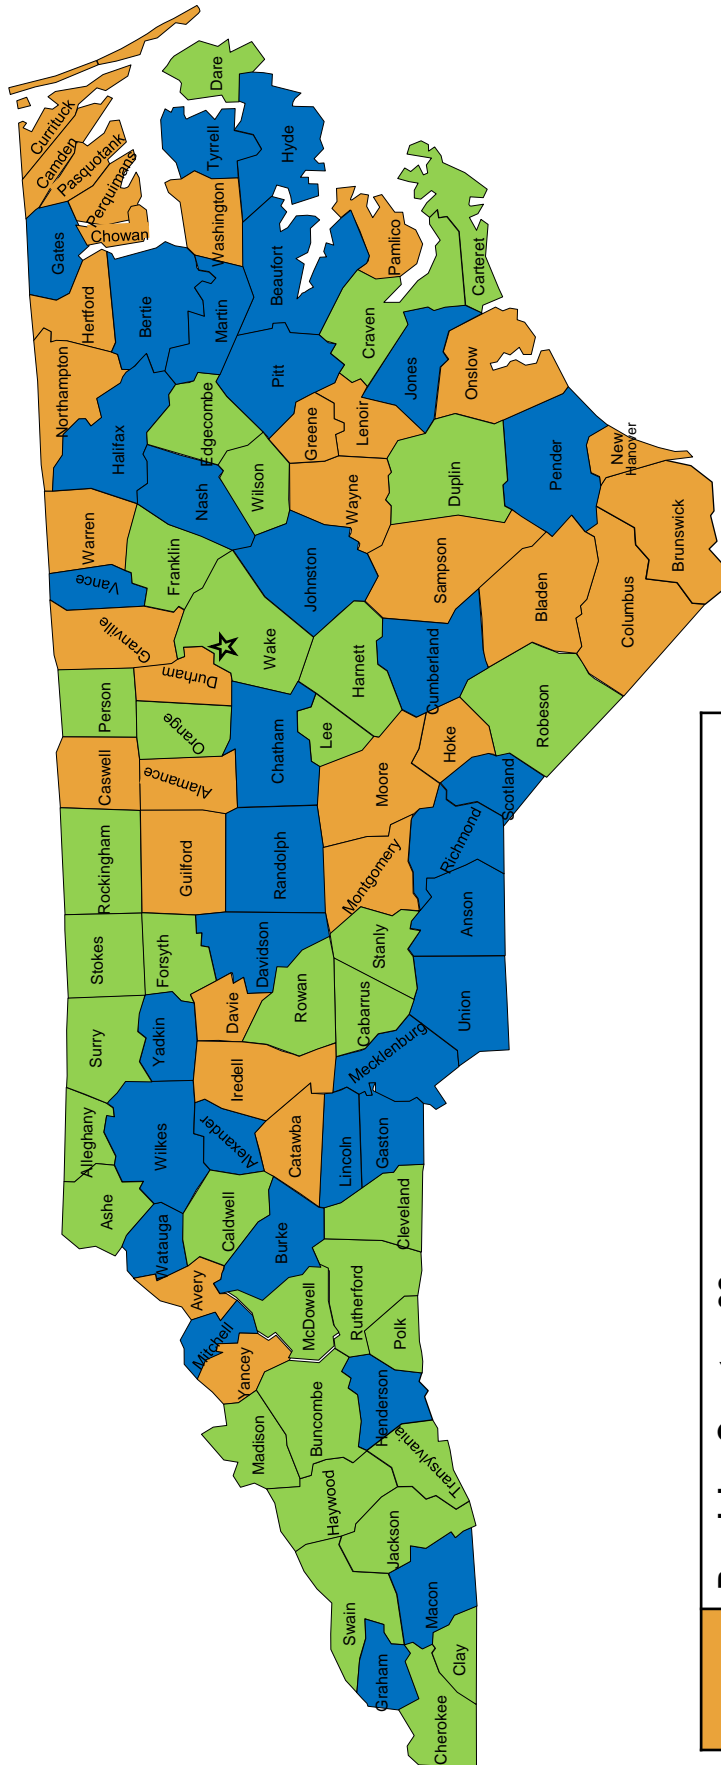 Currituck
Camden
Pasquotank
Perquimans
Chowan
Gates
Hertford
Northampton
Bertie
Halifax
Warren
Vance
Granville
Person
Caswell
Rockingham
Stokes
Surry
Alleghany
Ashe
Dare
Tyrrell
Hyde
Washington
Martin
Beaufort
Pitt
Edgecombe
Nash
Wilson
Franklin
Wake
Durham
Orange
Alamance
Guilford
Forsyth
Yadkin
Wilkes
Watauga
Avery
Mitchell
Yancey
Madison
Pamlico
Craven
Carteret
Jones
Lenoir
Greene
Wayne
Johnston
Harnett
Lee
Chatham
Randolph
Davidson
Davie
Rowan
Iredell
Alexander
Catawba
Caldwell
Burke
McDowell
Buncombe
Haywood
Swain
Graham
Onslow
Duplin
Sampson
Cumberland
Hoke
Moore
Montgomery
Stanly
Cabarrus
Mecklenburg
Lincoln
Gaston
Cleveland
Rutherford
Polk
Henderson
Transylvania
Jackson
Macon
Clay
Cherokee
Pender
New
Hanover
Brunswick
Columbus
Bladen
Robeson
Scotland
Richmond
Anson
Union